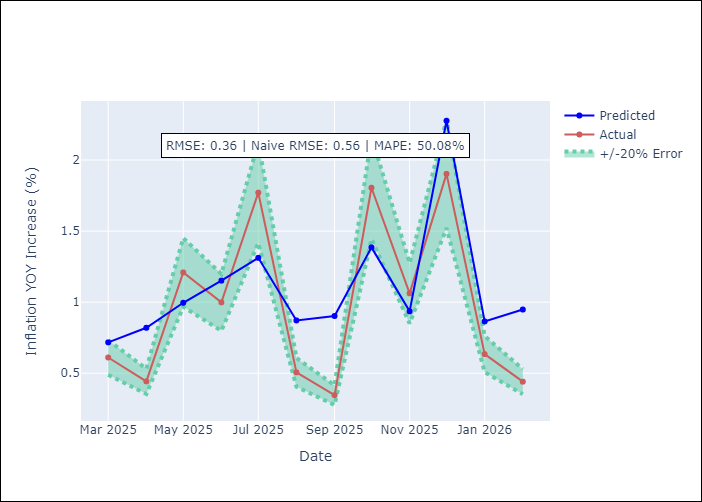 RMSE: 0.36 | Naive RMSE: 0.56 | MAPE: 50.08%
Predicted
Actual
+/-20% Error
Inflation YOY Increase (%)
2
1.5
1
0.5
Mar 2025
May 2025
Jul 2025
Sep 2025
Nov 2025
Jan 2026
Date